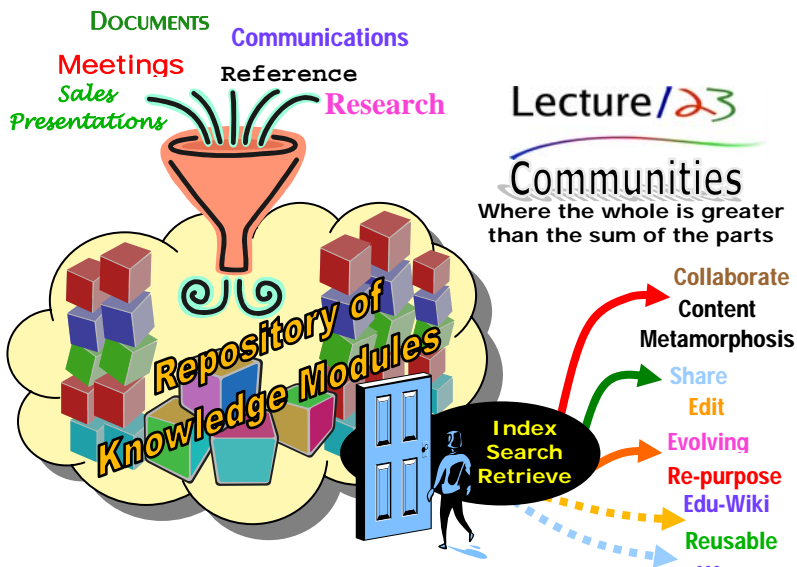 DOCUMENTS
Communications
Meetings
Reference
Sales
Presentations
Research
Lecture/23
Communities
Where the whole is greater
than the sum of the parts
Repository of
Knowledge Modules
Index
Search
Retrieve
Collaborate
Content
Metamorphosis
Share
Edit
Evolving
Re-purpose
Edu-Wiki
Reusable